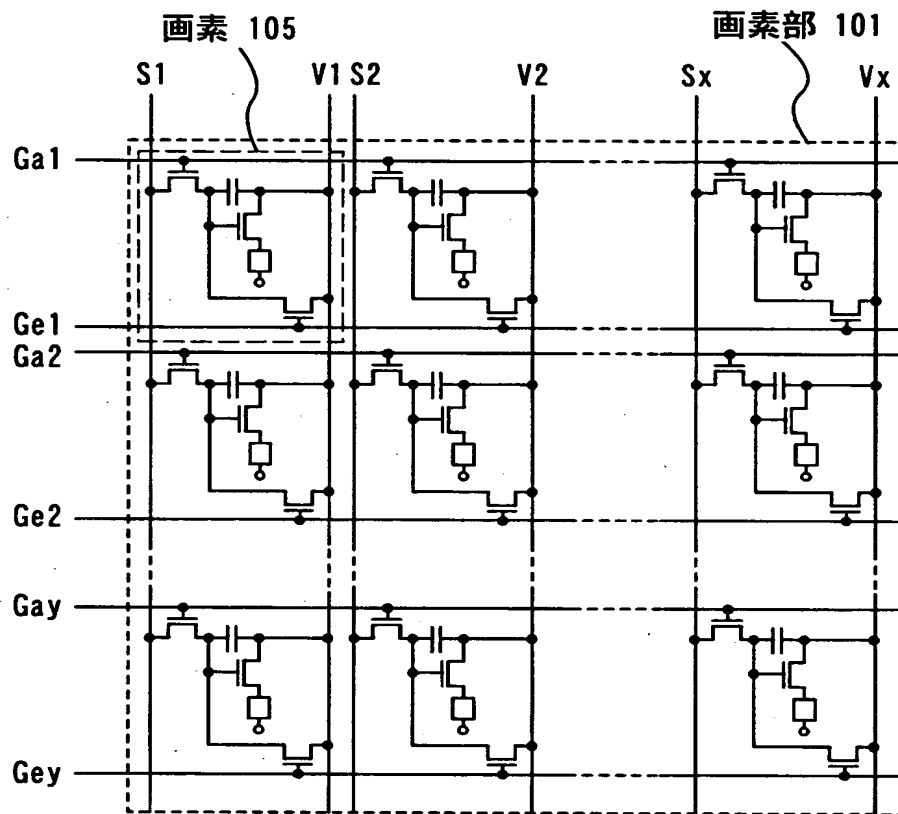 画素 105
画素部 101
S1 V1 S2 V2 Sx Vx
Ga1
Ge1
Ga2
Ge2
Gay
Gey